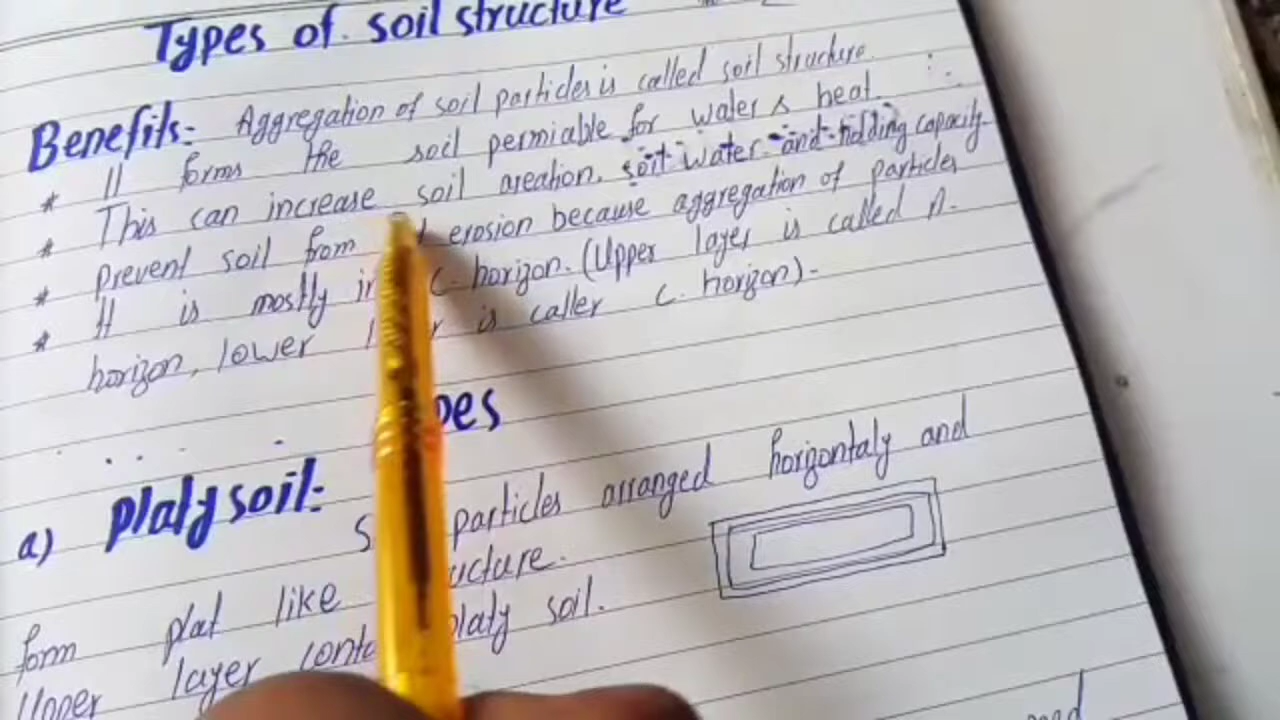 Types of soil structure
Benefits:- Aggregation of soil particles is called soil structure.
* It forms the soil permiable for water & heat.
* This can increase soil areation. soil water and holding capacity.
* prevent soil from erosion because aggregation of particles
* It is mostly in C. horizon. (Upper layer is called A.
horizon, lower is caller C. horizon).
a) Platy soil:-
particles arranged horizontaly and
form plat like
Upper layer platy soil.